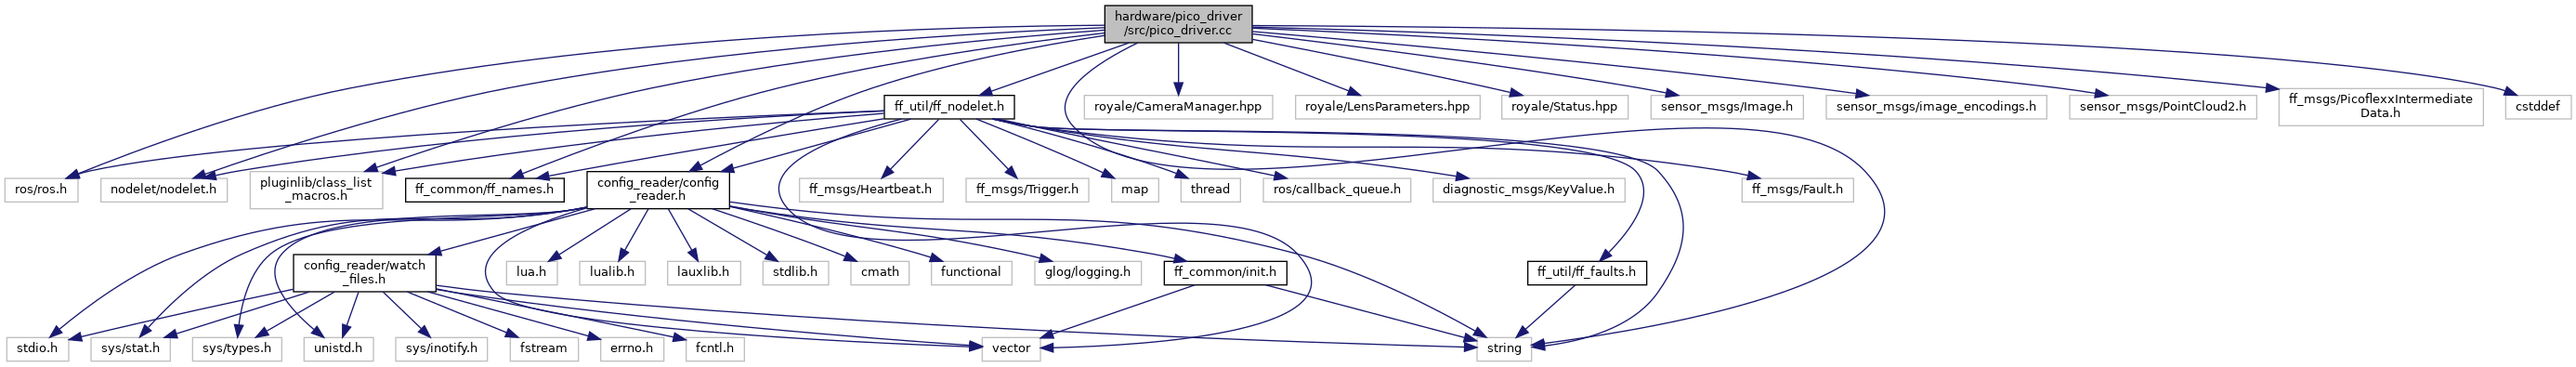 hardware/pico_driver
/src/pico_driver.cc
ff_util/ff_nodelet.h
royale/CameraManager.hpp
royale/LensParameters.hpp
royale/Status.hpp
sensor_msgs/Image.h
sensor_msgs/image_encodings.h
sensor_msgs/PointCloud2.h
ff_msgs/PicoflexxIntermediate
Data.h
cstddef
ros/ros.h
nodelet/nodelet.h
pluginlib/class_list
_macros.h
ff_common/ff_names.h
config_reader/config
_reader.h
ff_msgs/Heartbeat.h
ff_msgs/Trigger.h
map
thread
ros/callback_queue.h
diagnostic_msgs/KeyValue.h
ff_msgs/Fault.h
config_reader/watch
_files.h
lua.h
lualib.h
lauxlib.h
stdlib.h
cmath
functional
glog/logging.h
ff_common/init.h
ff_util/ff_faults.h
stdio.h
sys/stat.h
sys/types.h
unistd.h
sys/inotify.h
fstream
errno.h
fcntl.h
vector
string